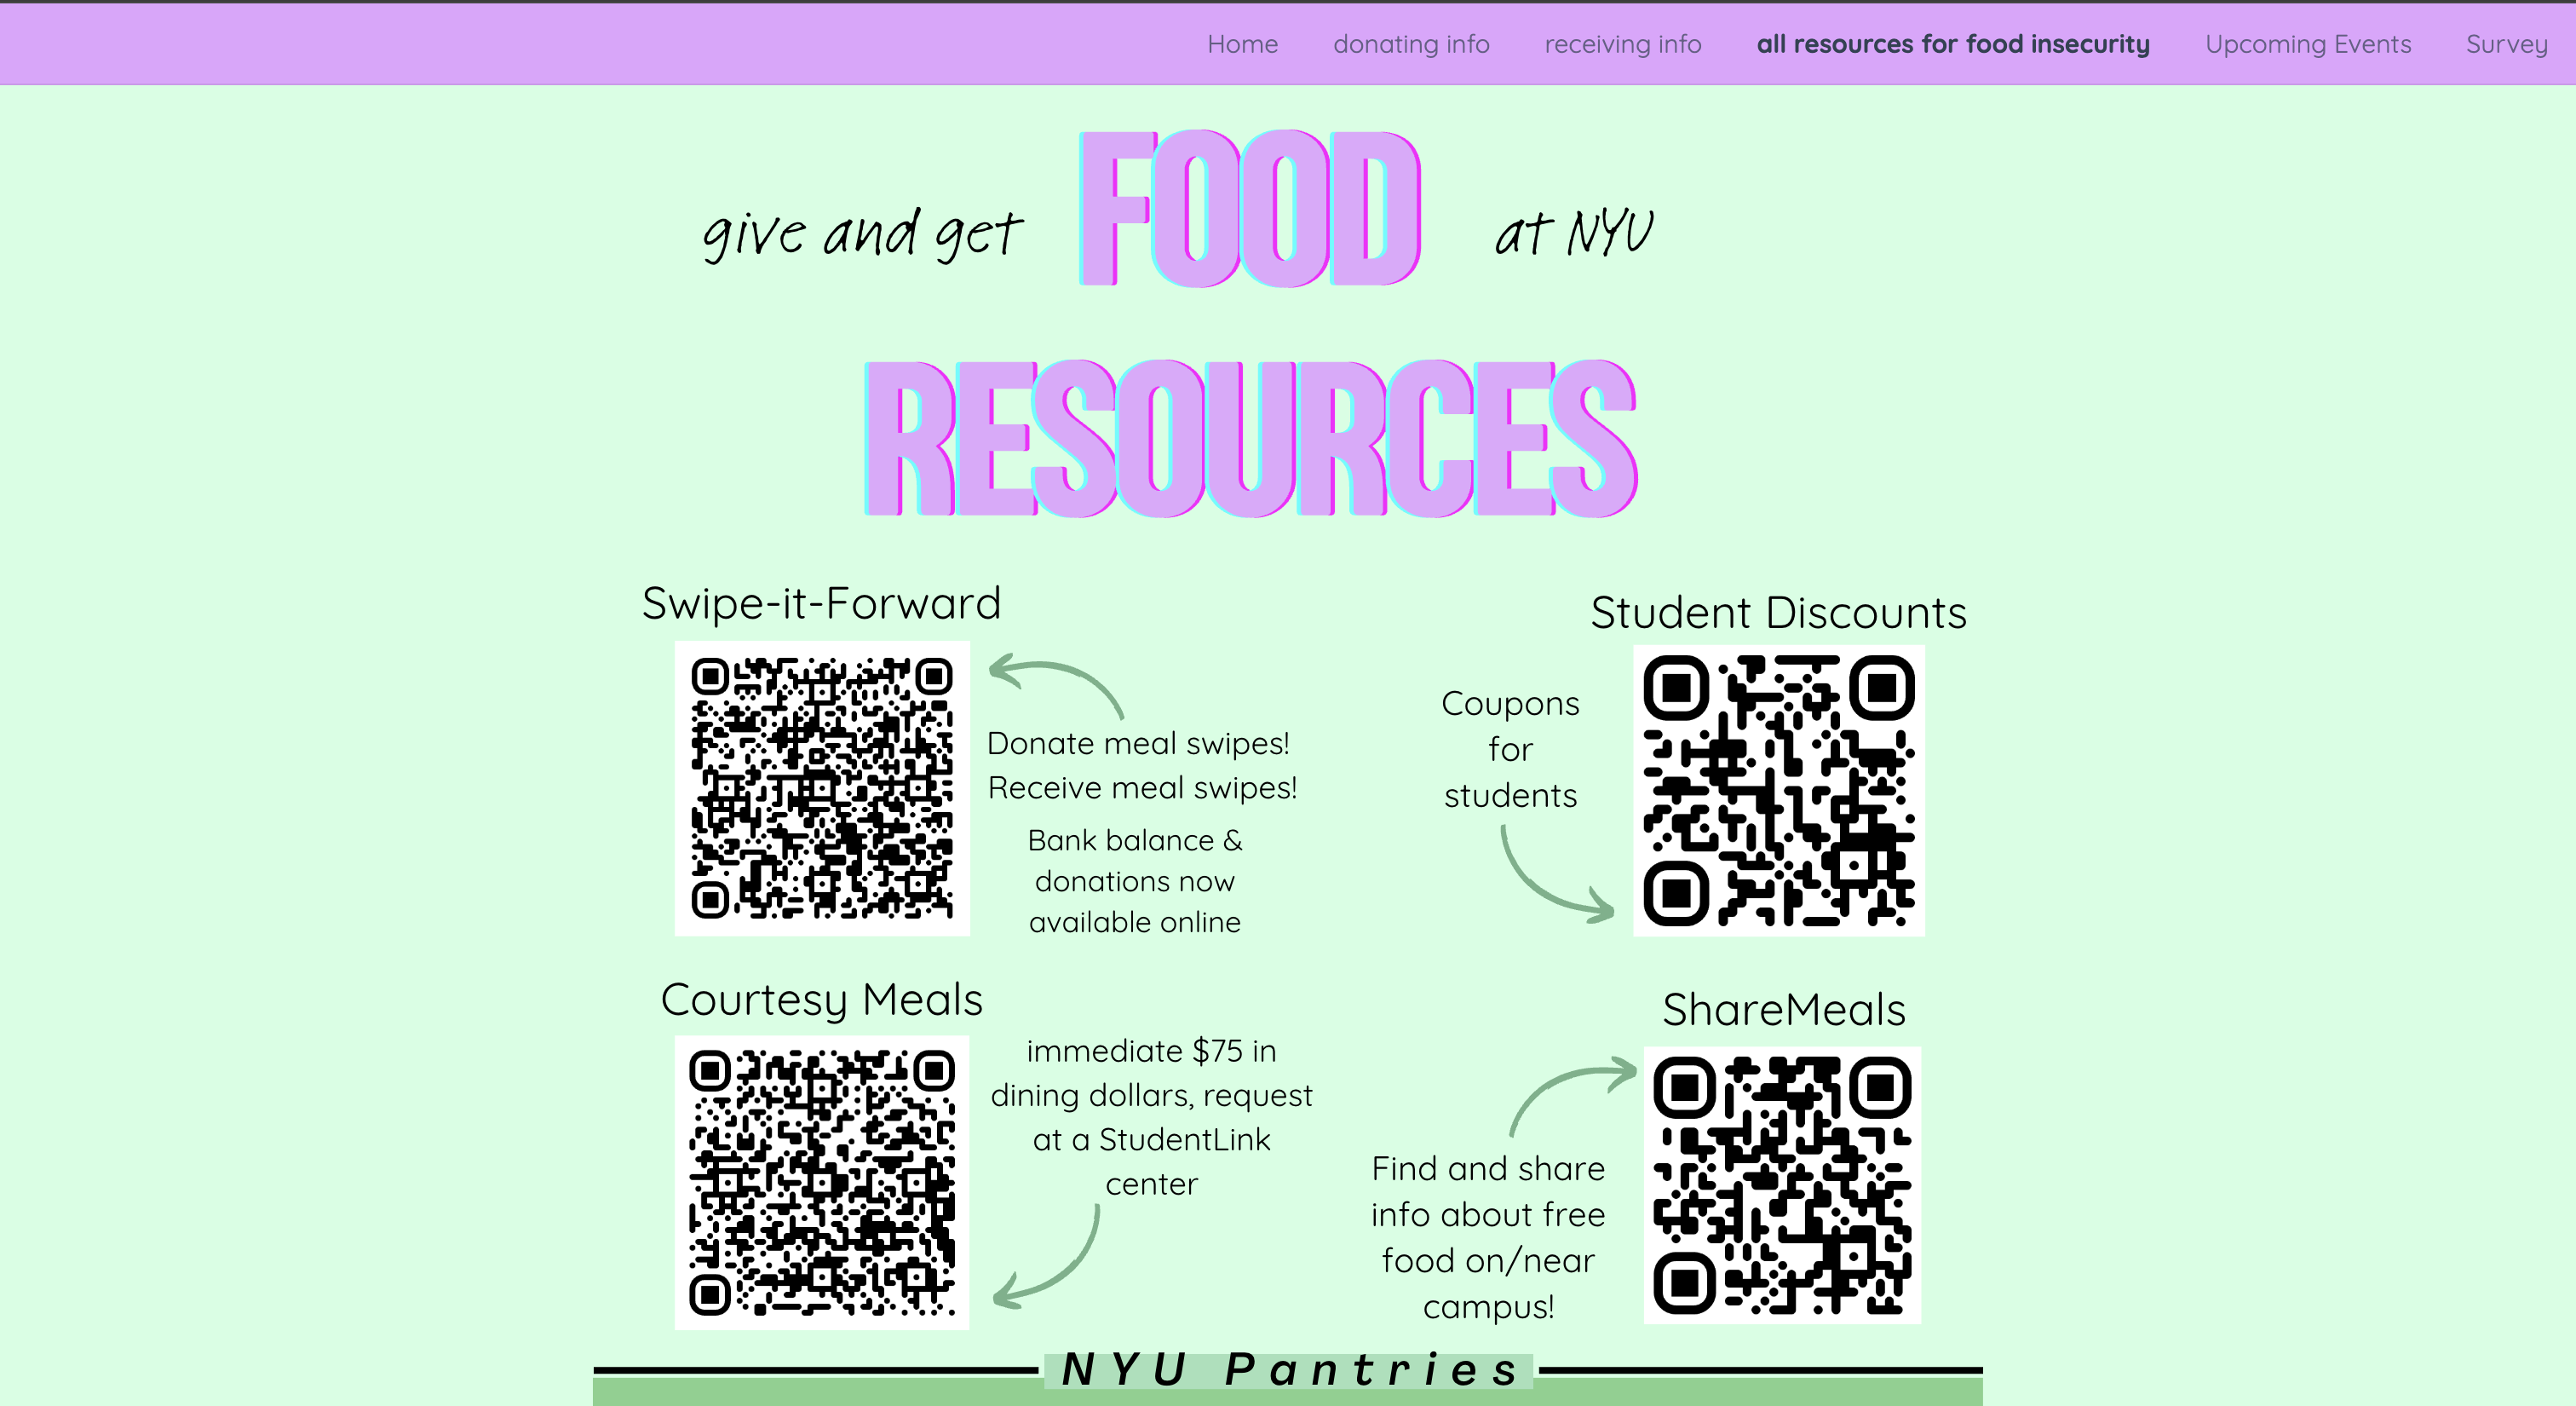 Home donating info receiving info all resources for food insecurity Upcoming Events Survey
give and get FOOD at NYU
RESOURCES
Swipe-it-Forward
Donate meal swipes!
Receive meal swipes!
Bank balance &
donations now
available online
Student Discounts
Coupons
for
students
Courtesy Meals
immediate $75 in
dining dollars, request
at a StudentLink
center
ShareMeals
Find and share
info about free
food on/near
campus!
NYU Pantries